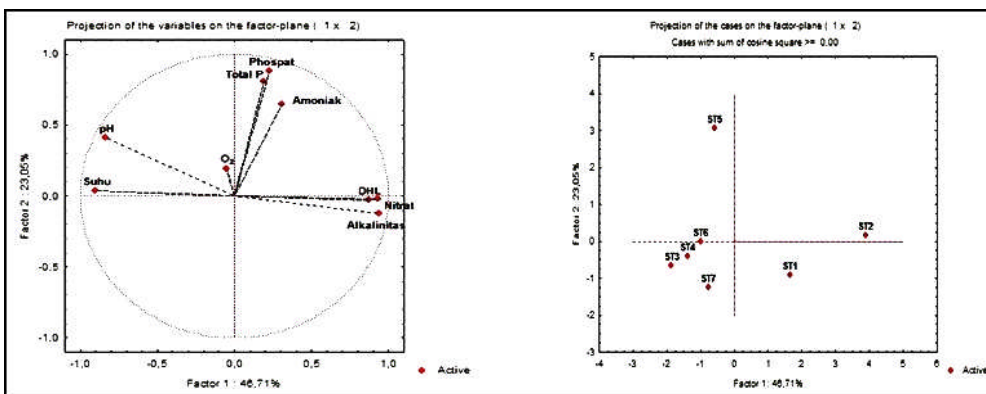 Projection of the variables on the factor-plane ( 1 x 2)
1.0
0.5
0.0
-0.5
-1.0
Factor 2 : 23,05%
Phospat
Total P
Amoniak
pH
O2
Suhu
DHL
Nitrat
Alkalinitas
-1,0
-0,5
0,0
0,5
1,0
Factor 1 : 46,71%
Active
Projection of the cases on the factor-plane ( 1 x 2)
Cases with sum of cosine square >= 0.00
5
4
3
2
1
0
-1
-2
-3
Factor 2: 23,05%
ST5
ST2
ST6
ST4
ST3
ST1
ST7
-4
-3
-2
-1
0
1
2
3
4
5
6
Factor 1: 46,71%
Active